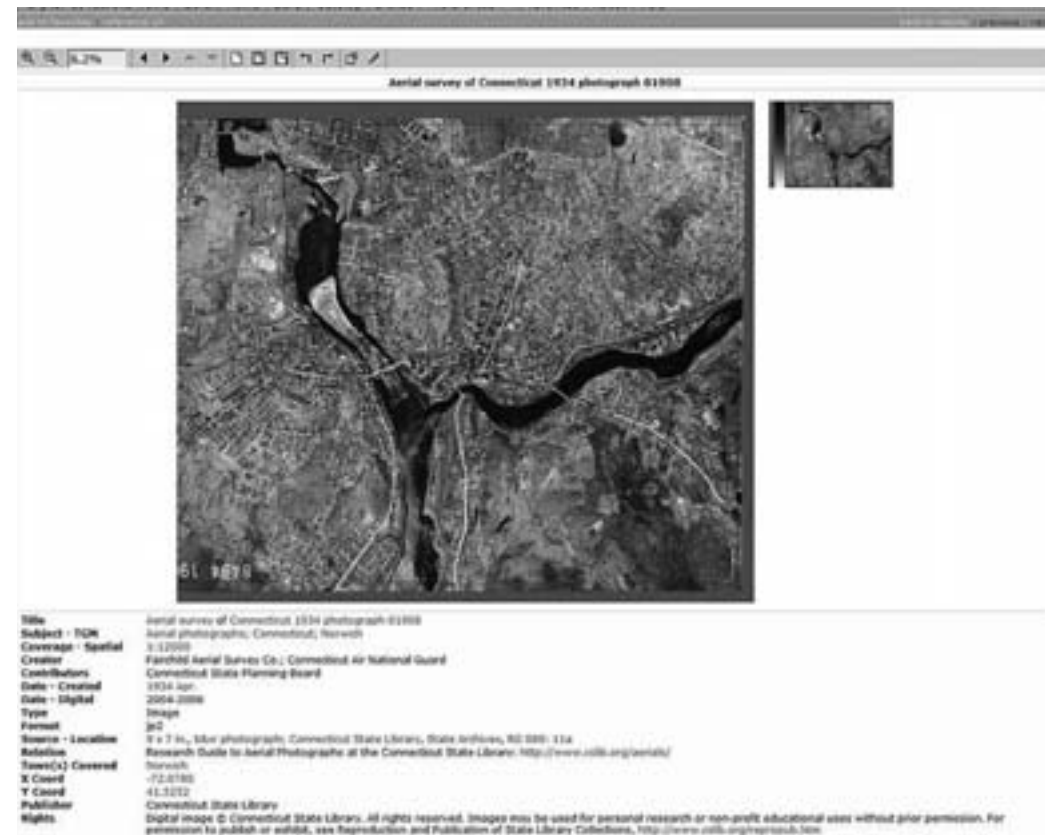 6.2%
Aerial survey of Connecticut 1934 photograph 01908
Title Aerial survey of Connecticut 1934 photograph 01908
Subject - TGM Aerial photographs; Connecticut; Norwich
Coverage - Spatial 1:12000
Creator Fairchild Aerial Survey Co.; Connecticut Air National Guard
Contributors Connecticut State Planning Board
Date - Created 1934 Apr.
Date - Digital 2004-2006
Type Image
Format jp2
Source - Location 9 x 7 in. b&w photograph; Connecticut State Library, State Archives, RG 089: 11a
Relation Research Guide to Aerial Photographs at the Connecticut State Library: http://www.cslib.org/aerials/
Town(s) Covered Norwich
X Coord
Y Coord
Publisher Connecticut State Library
Rights Digital image © Connecticut State Library. All rights reserved. Images may be used for personal research or non-profit educational uses without prior permission. For
permission to publish or exhibit, see Reproduction and Publication of State Library Collections, http://www.cslib.org/repropub.htm